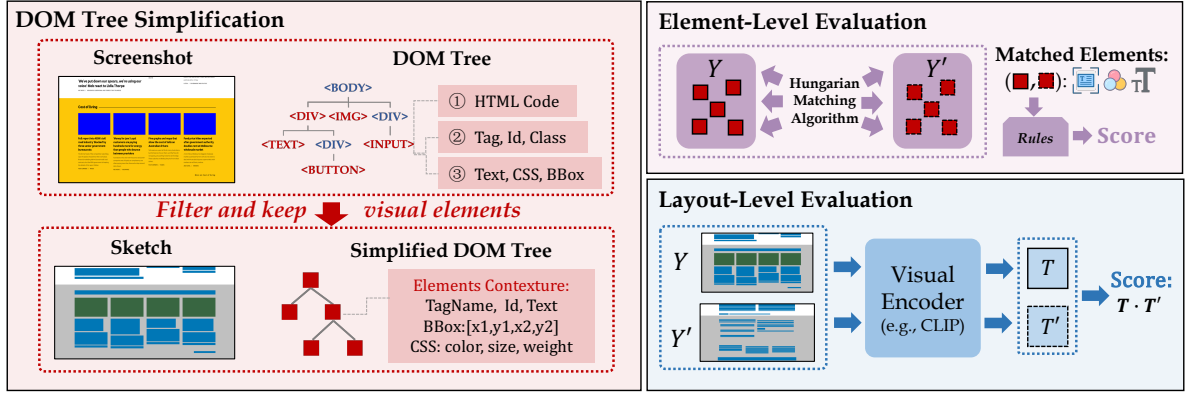 DOM Tree Simplification
Screenshot
DOM Tree
<BODY>
<DIV> <IMG> <DIV>
<TEXT> <DIV> <INPUT>
<BUTTON>
① HTML Code
② Tag, Id, Class
③ Text, CSS, BBox
Filter and keep visual elements
Sketch
Simplified DOM Tree
Elements Contexture:
TagName, Id, Text
BBox:[x1,y1,x2,y2]
CSS: color, size, weight
Element-Level Evaluation
Y
Hungarian
Matching
Algorithm
Y'
Matched Elements:
( , ):
Rules
Score
Layout-Level Evaluation
Y
Y'
Visual
Encoder
(e.g., CLIP)
T
T'
Score:
T · T'